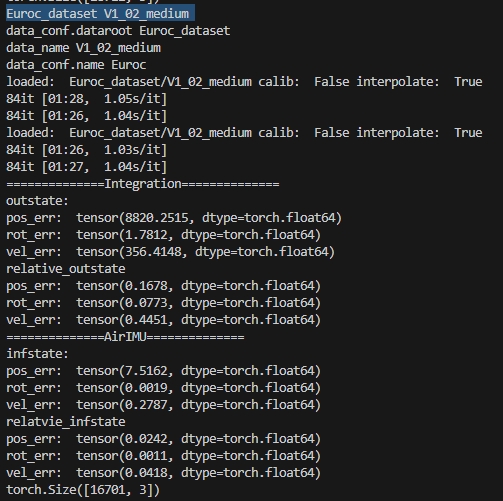 Euroc_dataset V1_02_medium
data_conf.dataroot Euroc_dataset
data_name V1_02_medium
data_conf.name Euroc
loaded:  Euroc_dataset/V1_02_medium calib:  False interpolate:  True
84it [01:28,  1.05s/it]
84it [01:26,  1.04s/it]
loaded:  Euroc_dataset/V1_02_medium calib:  False interpolate:  True
84it [01:26,  1.03s/it]
84it [01:27,  1.04s/it]
==============Integration==============
outstate:
pos_err:  tensor(8820.2515, dtype=torch.float64)
rot_err:  tensor(1.7812, dtype=torch.float64)
vel_err:  tensor(356.4148, dtype=torch.float64)
relative_outstate
pos_err:  tensor(0.1678, dtype=torch.float64)
rot_err:  tensor(0.0773, dtype=torch.float64)
vel_err:  tensor(0.4451, dtype=torch.float64)
==============AirIMU==============
infstate:
pos_err:  tensor(7.5162, dtype=torch.float64)
rot_err:  tensor(0.0019, dtype=torch.float64)
vel_err:  tensor(0.2787, dtype=torch.float64)
relatvie_infstate
pos_err:  tensor(0.0242, dtype=torch.float64)
rot_err:  tensor(0.0011, dtype=torch.float64)
vel_err:  tensor(0.0418, dtype=torch.float64)
torch.Size([16701, 3])